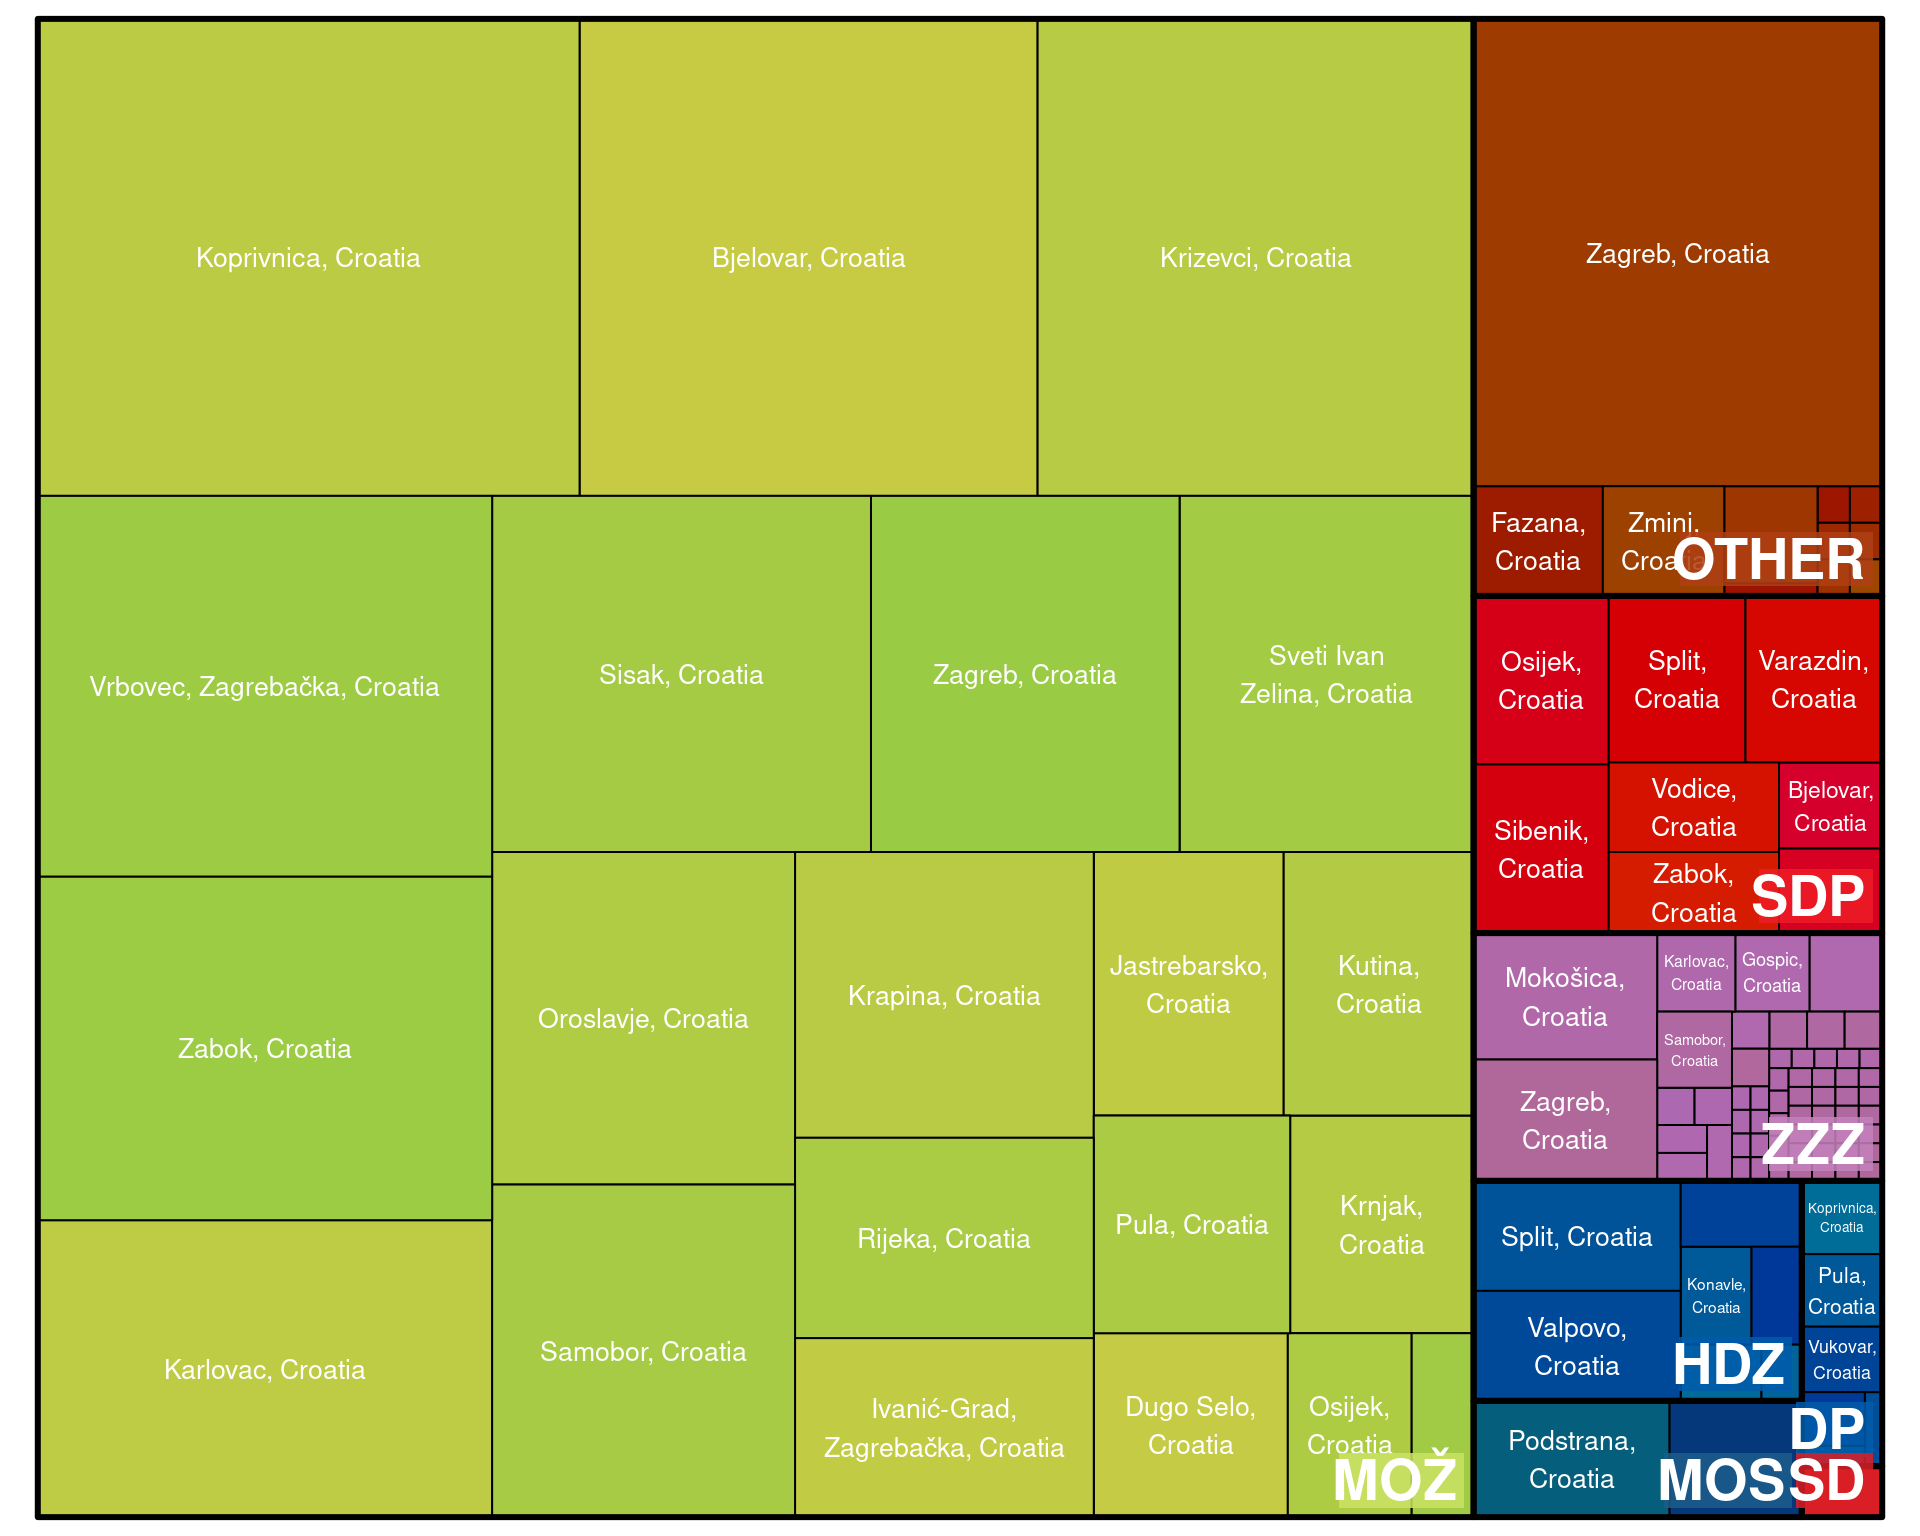 Koprivnica, Croatia
Bjelovar, Croatia
Krizevci, Croatia
Vrbovec, Zagrebačka, Croatia
Sisak, Croatia
Zagreb, Croatia
Sveti Ivan
Zelina, Croatia
Zabok, Croatia
Karlovac, Croatia
Oroslavje, Croatia
Samobor, Croatia
Krapina, Croatia
Rijeka, Croatia
Ivanić-Grad,
Zagrebačka, Croatia
Jastrebarsko,
Croatia
Kutina,
Croatia
Pula, Croatia
Krnjak,
Croatia
Dugo Selo,
Croatia
Osijek,
Croatia
MOŽ
Zagreb, Croatia
Fazana,
Croatia
Zmini,
Croatia
OTHER
Osijek,
Croatia
Split,
Croatia
Varazdin,
Croatia
Sibenik,
Croatia
Vodice,
Croatia
Bjelovar,
Croatia
Zabok,
Croatia
SDP
Mokošica,
Croatia
Karlovac,
Croatia
Gospic,
Croatia
Samobor,
Croatia
Zagreb,
Croatia
ZZZ
Split, Croatia
Konavle,
Croatia
Valpovo,
Croatia
HDZ
Koprivnica,
Croatia
Pula,
Croatia
Vukovar,
Croatia
DP
Podstrana,
Croatia
MOS
SD